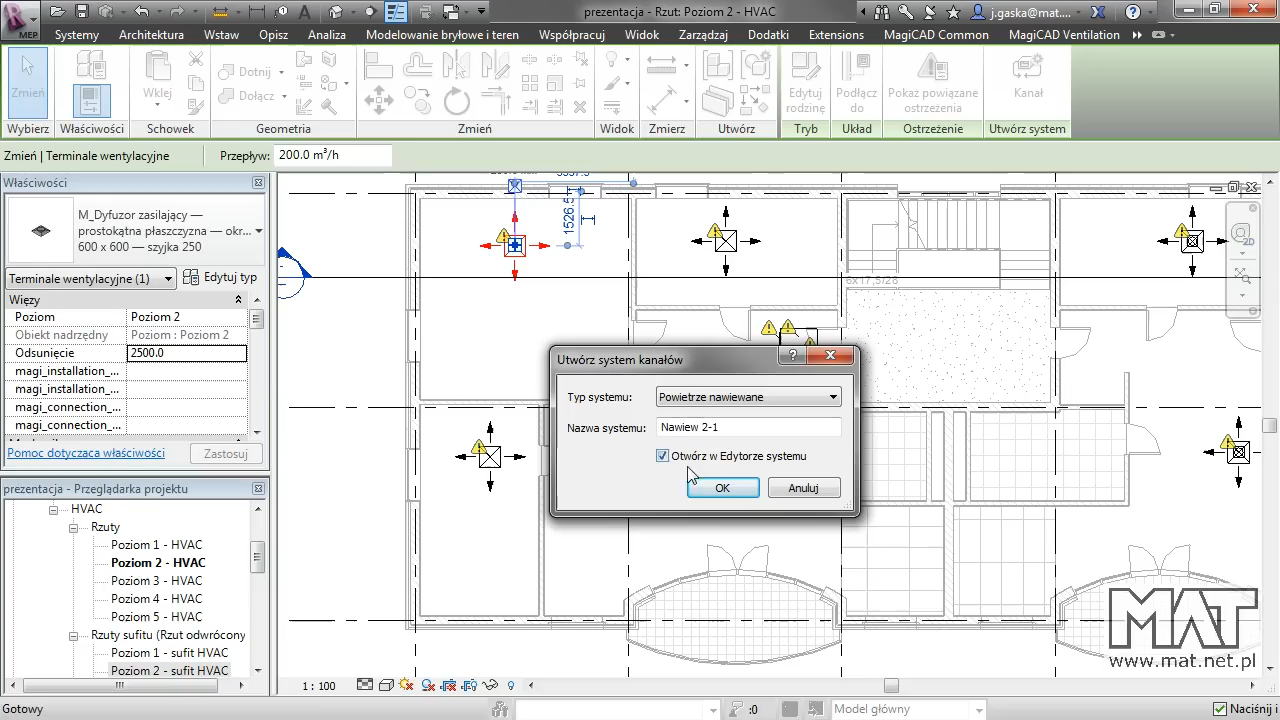 prezentacja - Rzut: Poziom 2 - HVAC
j.gaska@mat....
MEP
Systemy
Architektura
Wstaw
Opisz
Analiza
Modelowanie bryłowe i teren
Współpracuj
Widok
Zarządzaj
Dodatki
Extensions
MagiCAD Common
MagiCAD Ventilation
Zmień
Wklej
Dotnij
Dołącz
Edytuj rodzinę
Podłącz do
Pokaż powiązane ostrzeżenia
Kanał
Wybierz
Właściwości
Schowek
Geometria
Zmień
Widok
Zmierz
Utwórz
Tryb
Układ
Ostrzeżenie
Utwórz system
Zmień | Terminale wentylacyjne
Przepływ:
200.0 m³/h
Właściwości
M_Dyfuzor zasilający —
prostokątna płaszczyzna — okr...
600 x 600 — szyjka 250
Terminale wentylacyjne (1)
Edytuj typ
Więzy
Poziom
Poziom 2
Obiekt nadrzędny
Poziom : Poziom 2
Odsunięcie
2500.0
magi_installation_...
magi_installation_...
magi_connection_...
magi_connection_...
Pomoc dotycząca właściwości
Zastosuj
prezentacja - Przeglądarka projektu
HVAC
Rzuty
Poziom 1 - HVAC
Poziom 2 - HVAC
Poziom 3 - HVAC
Poziom 4 - HVAC
Poziom 5 - HVAC
Rzuty sufitu (Rzut odwrócony
Poziom 1 - sufit HVAC
Poziom 2 - sufit HVAC
1526.5
6x17,5/28
2D
Utwórz system kanałów
Typ systemu:
Powietrze nawiewane
Nazwa systemu:
Nawiew 2-1
Otwórz w Edytorze systemu
OK
Anuluj
MAT
www.mat.net.pl
1 : 100
Gotowy
:0
Model główny
Naciśnij i